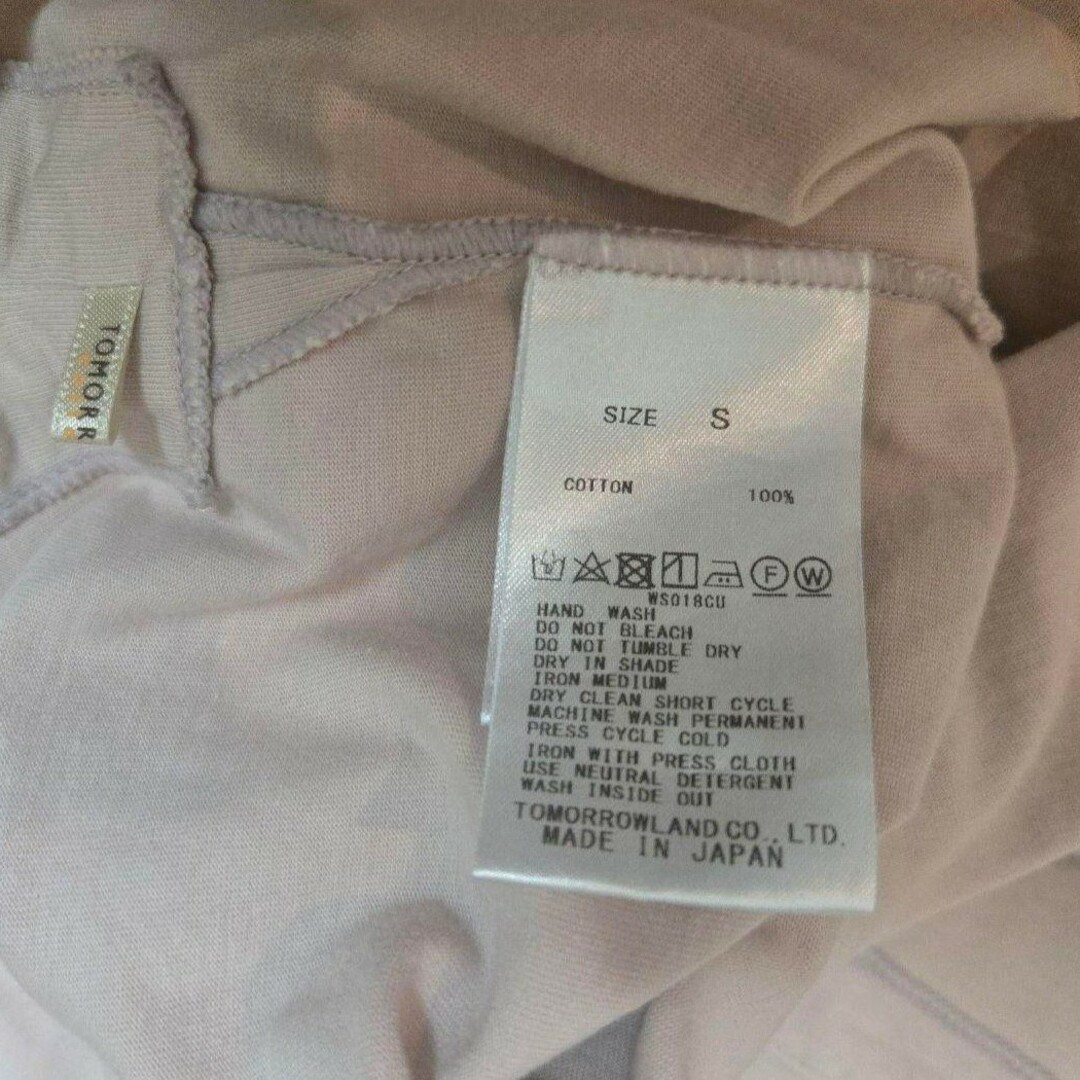 TOMORR
SIZE S
COTTON 100%
F W
WS018CU
HAND WASH
DO NOT BLEACH
DO NOT TUMBLE DRY
DRY IN SHADE
IRON MEDIUM
DRY CLEAN SHORT CYCLE
MACHINE WASH PERMANENT
PRESS CYCLE COLD
IRON WITH PRESS CLOTH
USE NEUTRAL DETERGENT
WASH INSIDE OUT
TOMORROWLAND CO., LTD.
MADE IN JAPAN